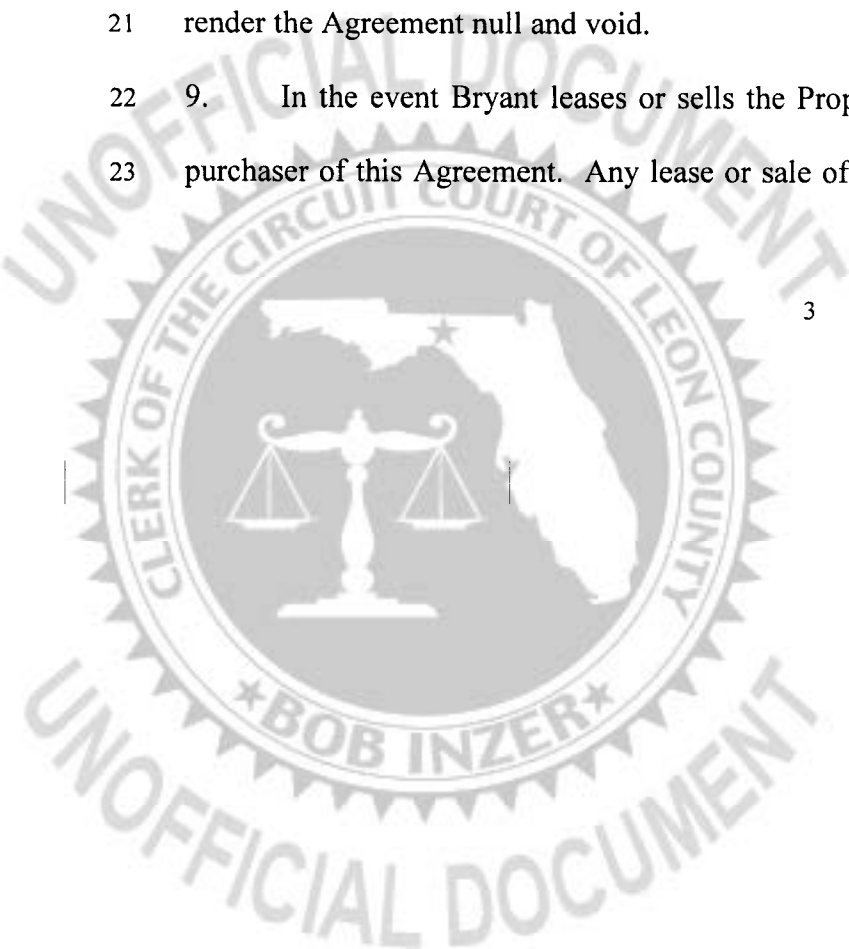 21 render the Agreement null and void.
22 9. In the event Bryant leases or sells the Prop
23 purchaser of this Agreement. Any lease or sale of
3
UNOFFICIAL DOCUMENT
CLERK OF THE CIRCUIT COURT OF LEON COUNTY
★BOB INZER★
UNOFFICIAL DOCUMENT